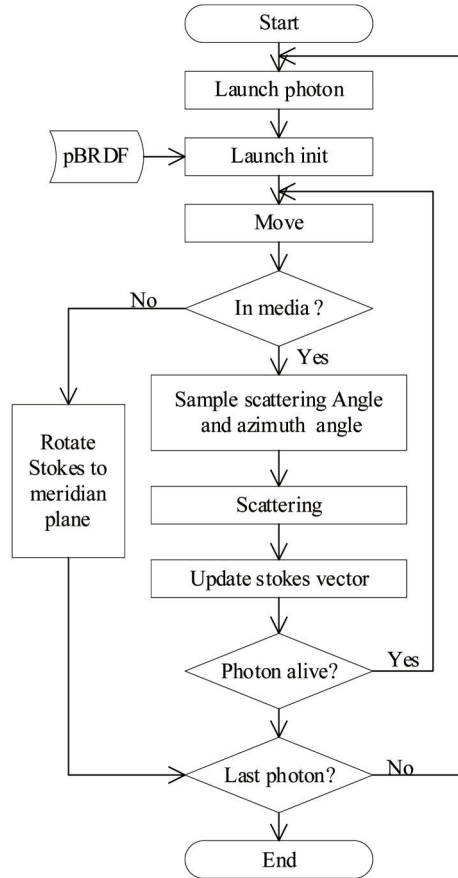 Start
Launch photon
pBRDF
Launch init
Move
No
In media ?
Yes
Sample scattering Angle
and azimuth angle
Rotate
Stokes to
meridian
plane
Scattering
Update stokes vector
Photon alive?
Yes
Last photon?
No
End